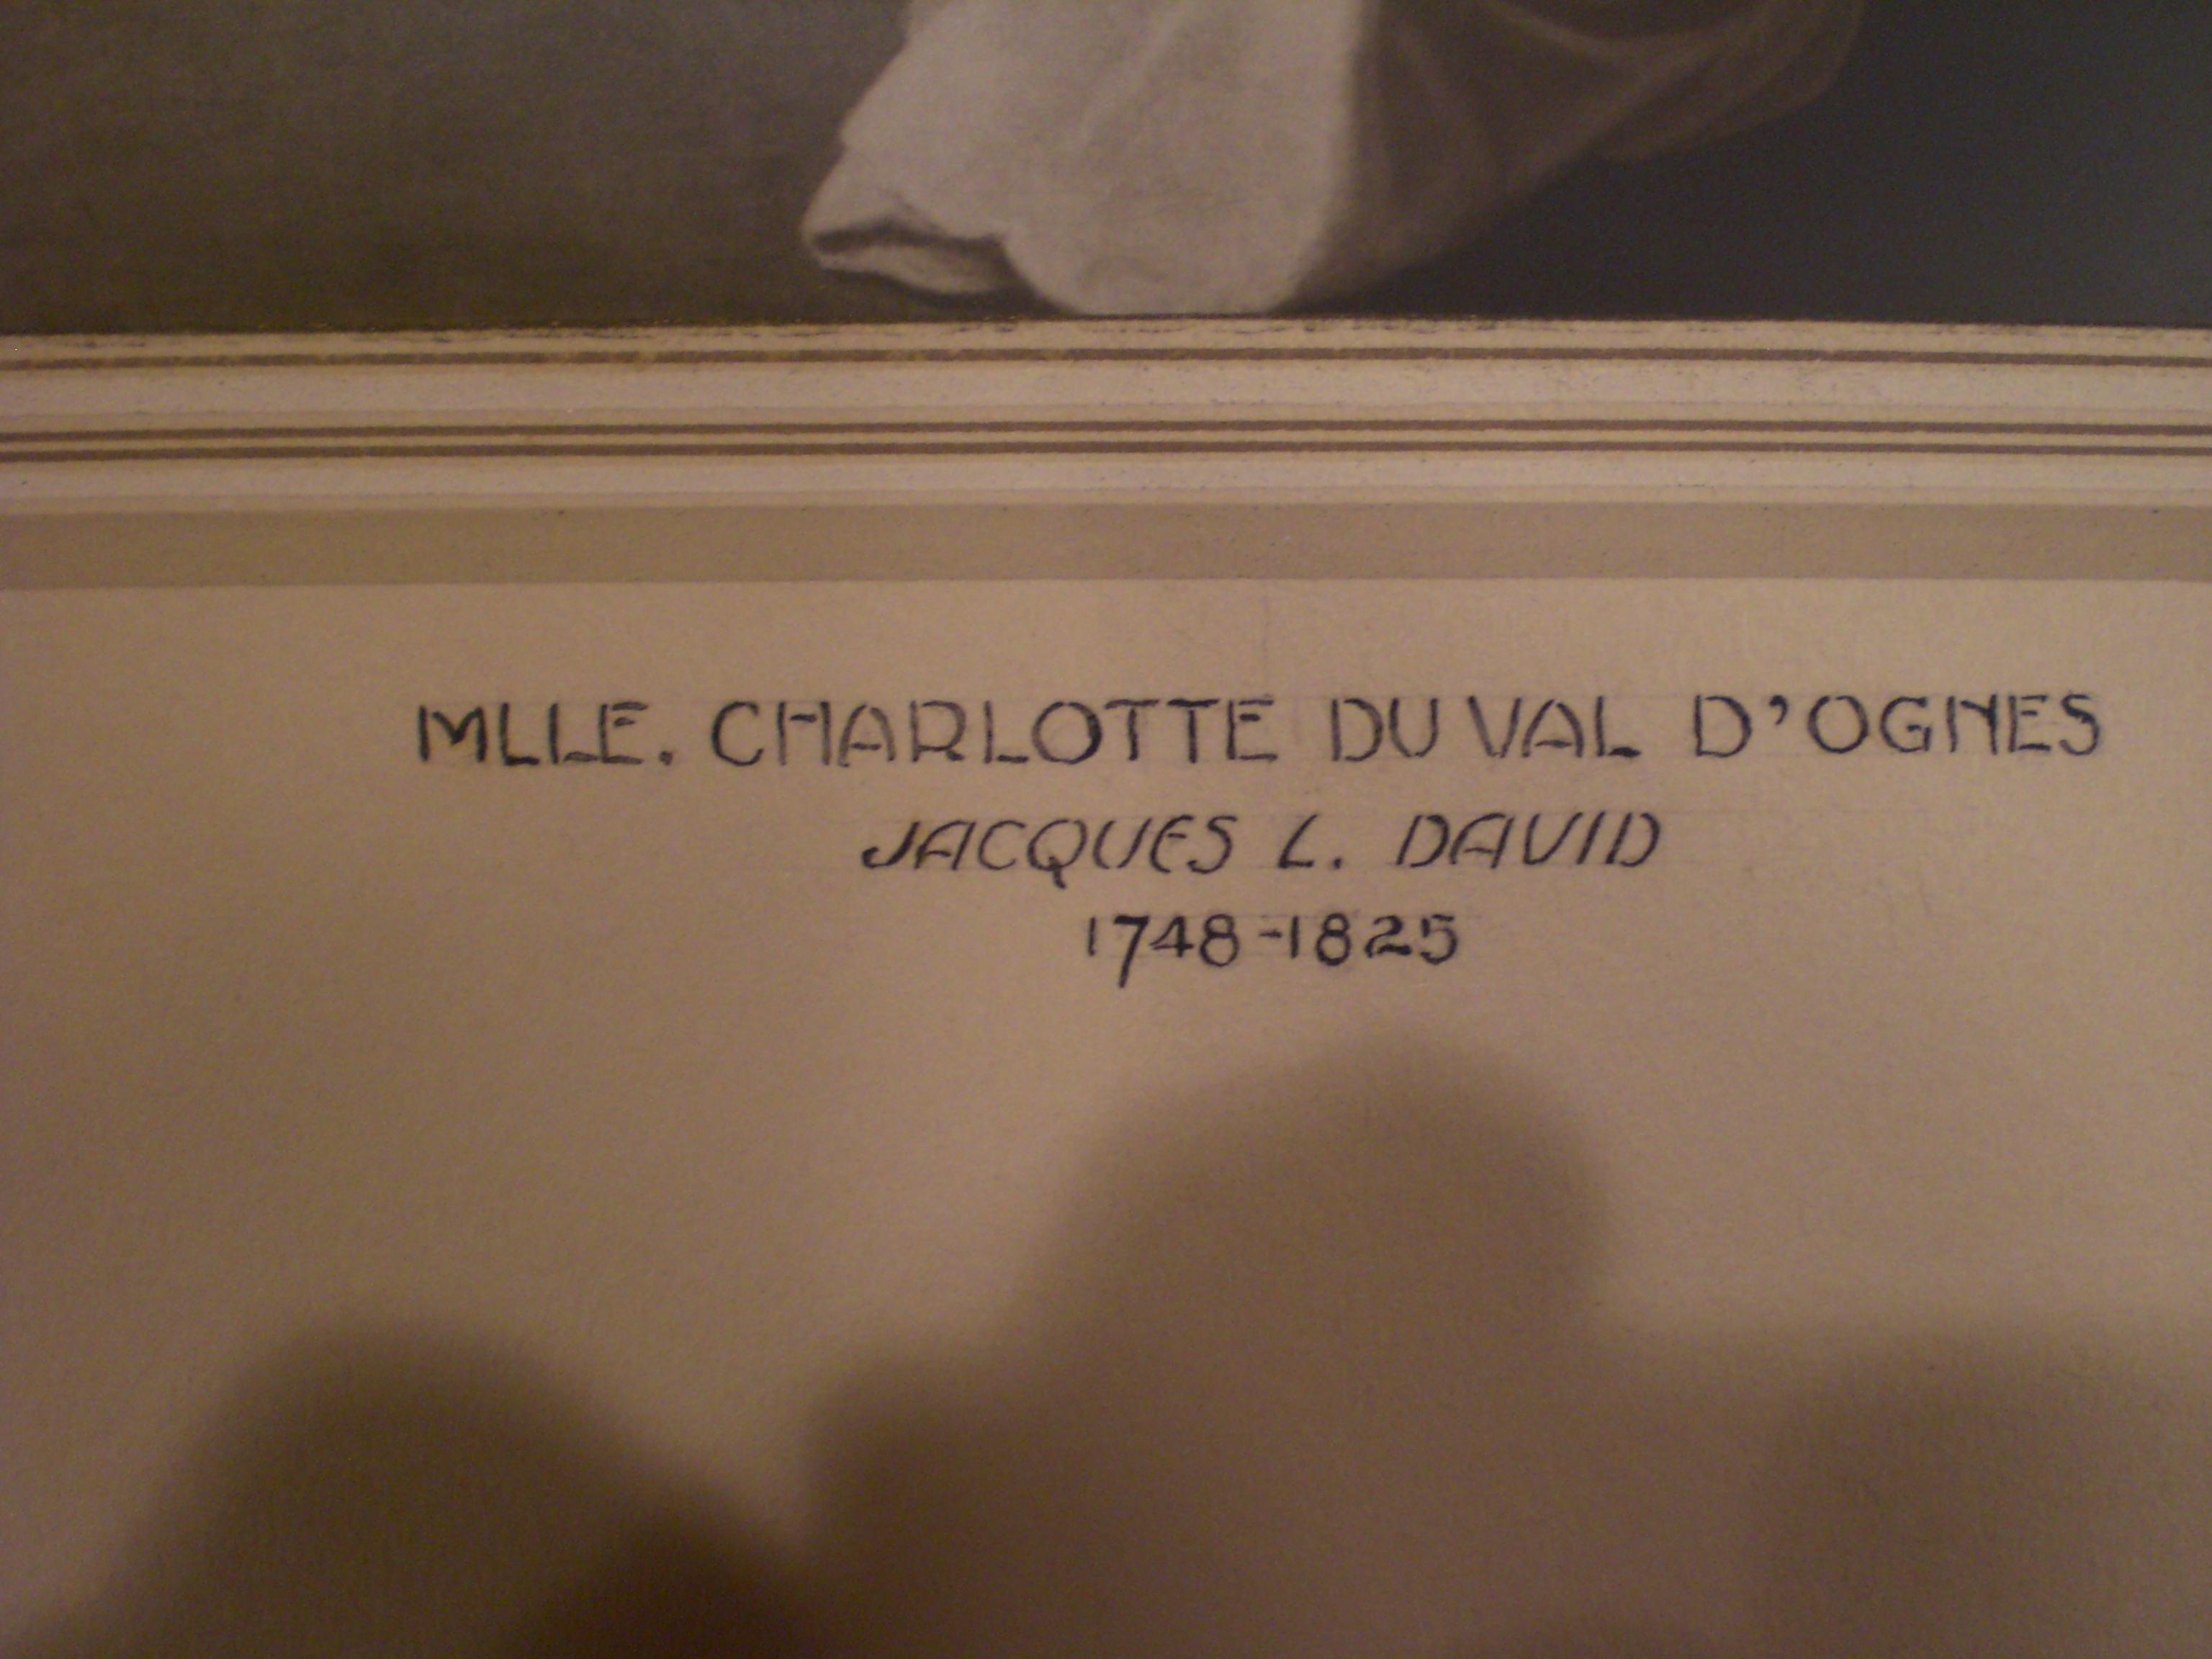 MLLE. CHARLOTTE DU VAL D'OGNES
JACQUES L. DAVID
1748-1825